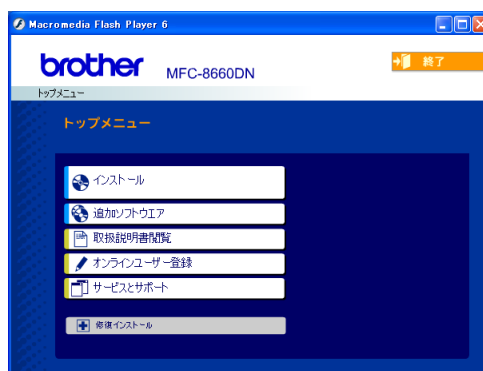 Macromedia Flash Player 6
brother MFC-8660DN
終了
トップメニュー
トップメニュー
インストール
追加ソフトウエア
取扱説明書閲覧
オンラインユーザー登録
サービスとサポート
修復インストール